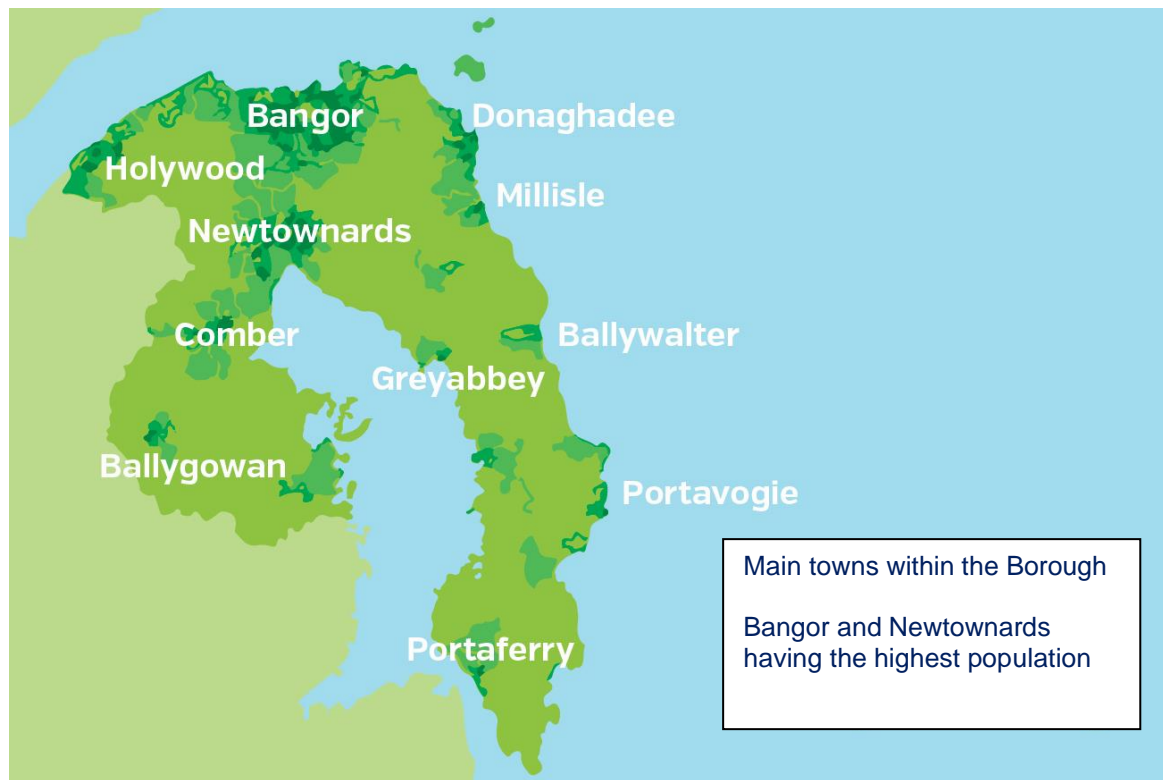 Bangor
Donaghadee
Holywood
Millisle
Newtownards
Comber
Ballywalter
Greyabbey
Ballygowan
Portavogie
Main towns within the Borough
Bangor and Newtownards
having the highest population
Portaferry